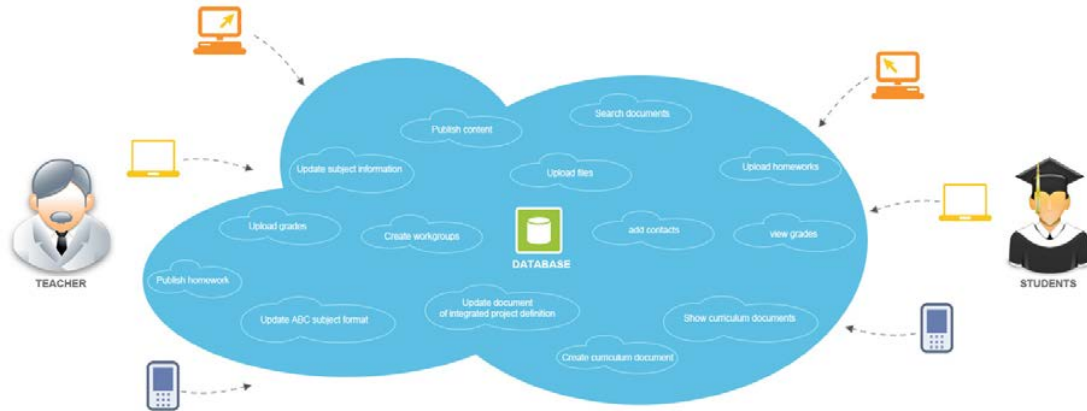 Search documents
Publish content
Update subject information
Upload files
Upload homeworks
Upload grades
Create workgroups
add contacts
view grades
DATABASE
TEACHER
STUDENTS
Publish homework
Update document
of integrated project definition
Update ABC subject format
Show curriculum documents
Create curriculum document